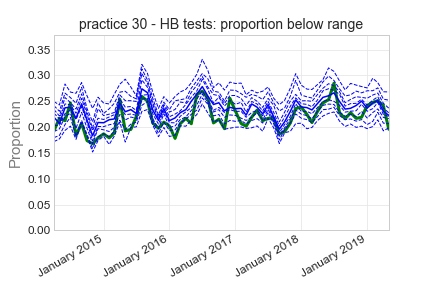 practice 30 - HB tests: proportion below range
Proportion
0.35
0.30
0.25
0.20
0.15
0.10
0.05
0.00
January 2015
January 2016
January 2017
January 2018
January 2019